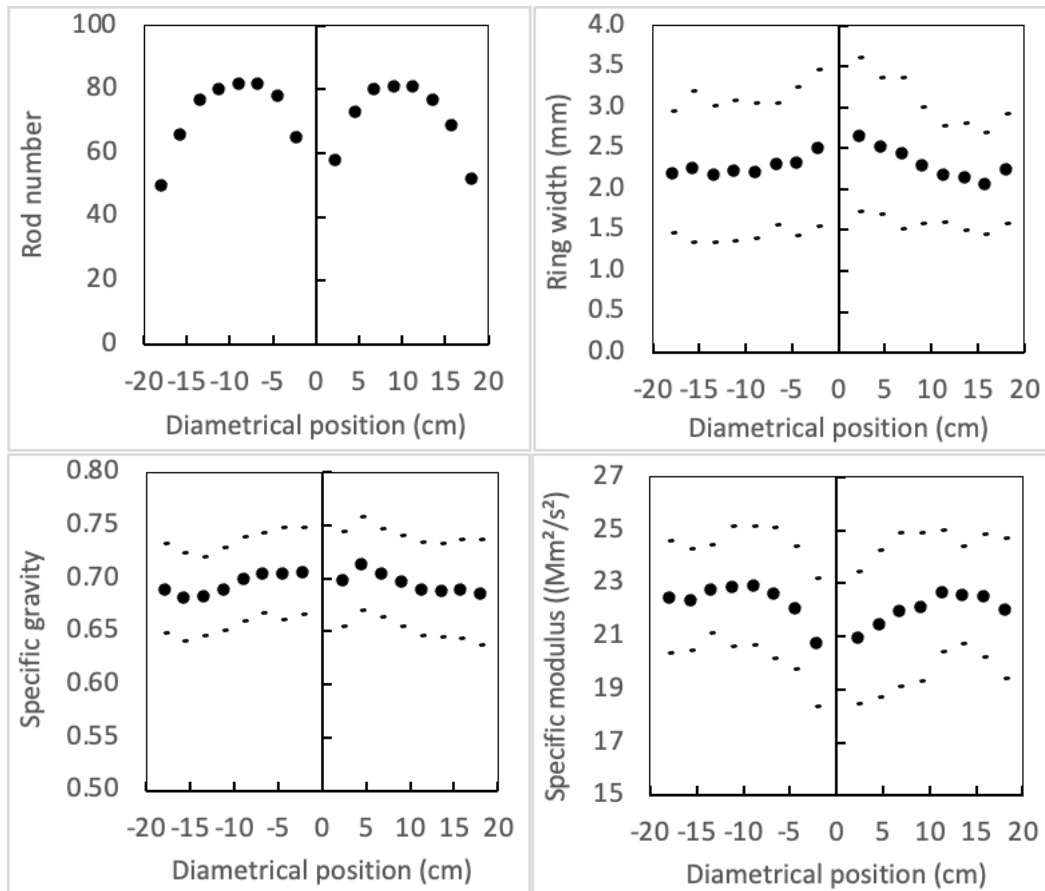 Rod number
100
80
60
40
20
0
-20 -15 -10 -5 0 5 10 15 20
Diametrical position (cm)
Ring width (mm)
4.0
3.5
3.0
2.5
2.0
1.5
1.0
0.5
0.0
-20 -15 -10 -5 0 5 10 15 20
Diametrical position (cm)
Specific gravity
0.80
0.75
0.70
0.65
0.60
0.55
0.50
-20 -15 -10 -5 0 5 10 15 20
Diametrical position (cm)
Specific modulus ((Mm²/s²)
27
25
23
21
19
17
15
-20 -15 -10 -5 0 5 10 15 20
Diametrical position (cm)